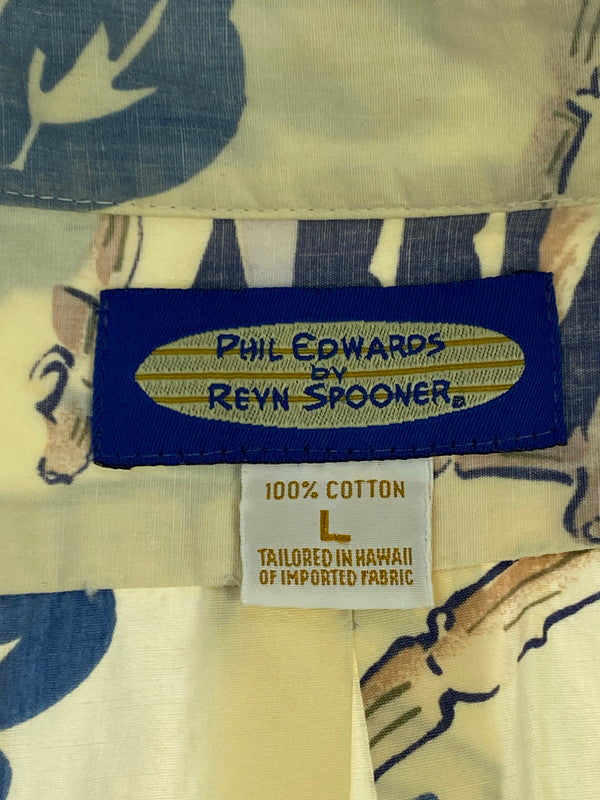 PHIL EDWARDS
BY
REYN SPOONER®
100% COTTON
L
TAILORED IN HAWAII
OF IMPORTED FABRIC